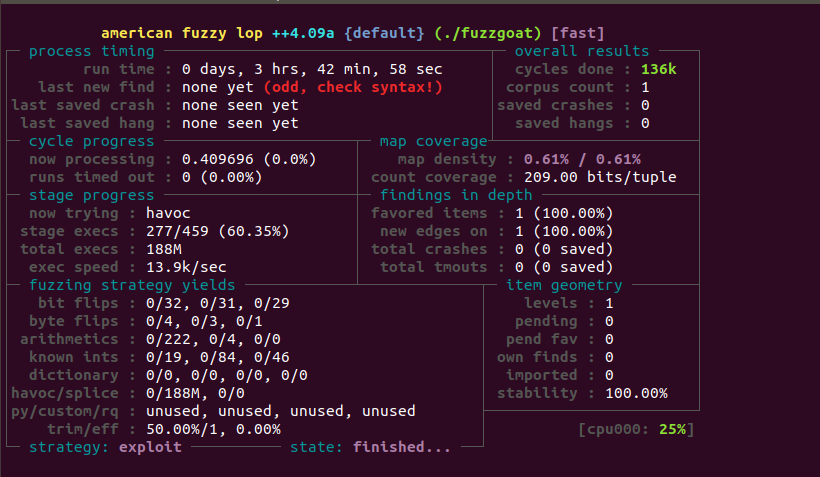 american fuzzy lop ++4.09a {default} (./fuzzgoat) [fast]
process timing overall results
run time : 0 days, 3 hrs, 42 min, 58 sec cycles done : 136k
last new find : none yet (odd, check syntax!) corpus count : 1
last saved crash : none seen yet saved crashes : 0
last saved hang : none seen yet saved hangs : 0
cycle progress map coverage
now processing : 0.409696 (0.0%) map density : 0.61% / 0.61%
runs timed out : 0 (0.00%) count coverage : 209.00 bits/tuple
stage progress findings in depth
now trying : havoc favored items : 1 (100.00%)
stage execs : 277/459 (60.35%) new edges on : 1 (100.00%)
total execs : 188M total crashes : 0 (0 saved)
exec speed : 13.9k/sec total tmouts : 0 (0 saved)
fuzzing strategy yields item geometry
bit flips : 0/32, 0/31, 0/29 levels : 1
byte flips : 0/4, 0/3, 0/1 pending : 0
arithmetics : 0/222, 0/4, 0/0 pend fav : 0
known ints : 0/19, 0/84, 0/46 own finds : 0
dictionary : 0/0, 0/0, 0/0, 0/0 imported : 0
havoc/splice : 0/188M, 0/0 stability : 100.00%
py/custom/rq : unused, unused, unused, unused
trim/eff : 50.00%/1, 0.00% [cpu000: 25%]
strategy: exploit state: finished...